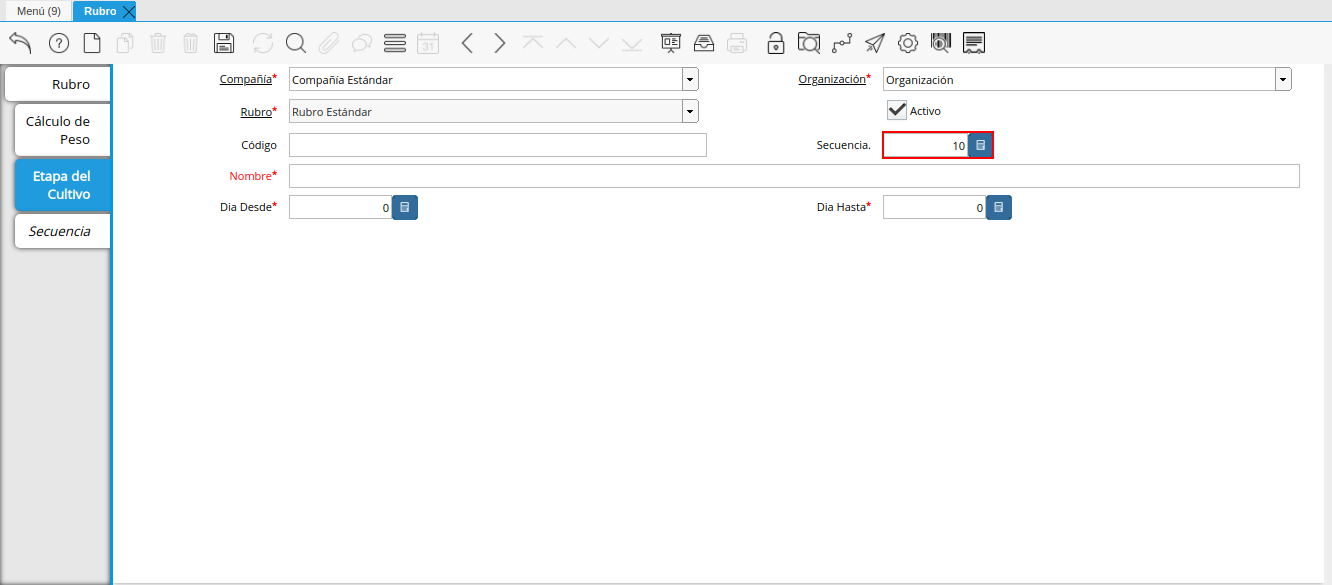 Menú (9) Rubro
31
Rubro
Cálculo de
Peso
Etapa del
Cultivo
Secuencia
Compañía* Compañía Estándar Organización* Organización
Rubro* Rubro Estándar Activo
Código Secuencia. 10
Nombre*
Dia Desde* 0 Dia Hasta* 0